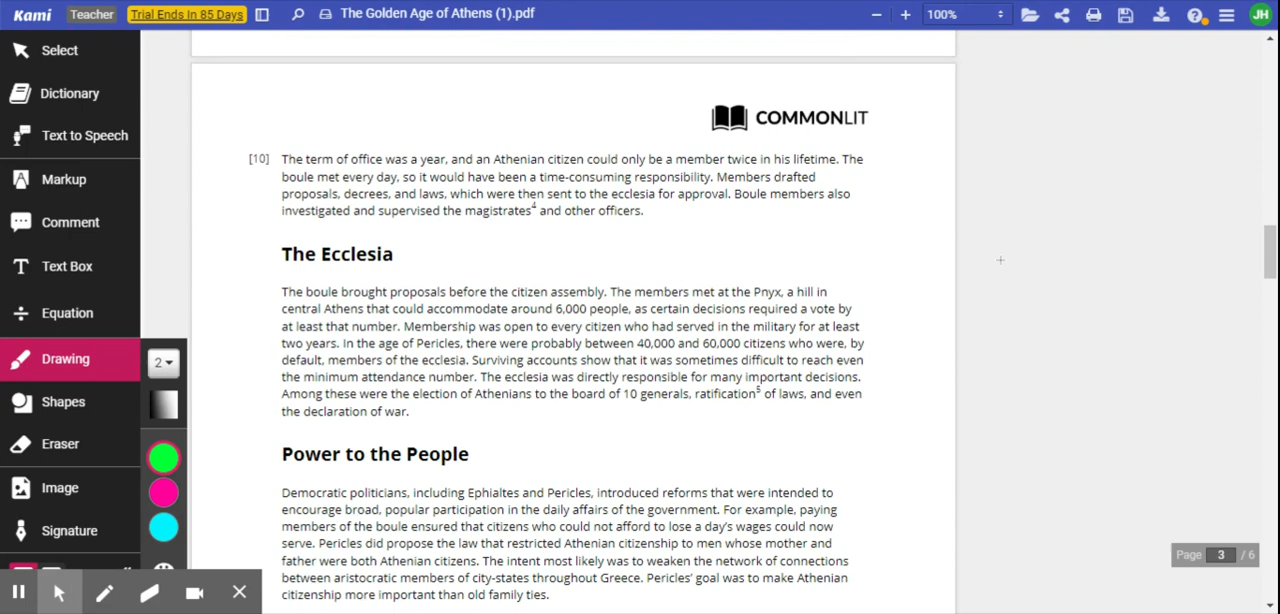 Kami Teacher Trial Ends In 85 Days The Golden Age of Athens (1).pdf 100% JH
Select
Dictionary
Text to Speech
Markup
Comment
Text Box
Equation
Drawing
2
Shapes
Eraser
Image
Signature
COMMONLIT
[10] The term of office was a year, and an Athenian citizen could only be a member twice in his lifetime. The
boule met every day, so it would have been a time-consuming responsibility. Members drafted
proposals, decrees, and laws, which were then sent to the ecclesia for approval. Boule members also
investigated and supervised the magistrates4 and other officers.
The Ecclesia
The boule brought proposals before the citizen assembly. The members met at the Pnyx, a hill in
central Athens that could accommodate around 6,000 people, as certain decisions required a vote by
at least that number. Membership was open to every citizen who had served in the military for at least
two years. In the age of Pericles, there were probably between 40,000 and 60,000 citizens who were, by
default, members of the ecclesia. Surviving accounts show that it was sometimes difficult to reach even
the minimum attendance number. The ecclesia was directly responsible for many important decisions.
Among these were the election of Athenians to the board of 10 generals, ratification5 of laws, and even
the declaration of war.
Power to the People
Democratic politicians, including Ephialtes and Pericles, introduced reforms that were intended to
encourage broad, popular participation in the daily affairs of the government. For example, paying
members of the boule ensured that citizens who could not afford to lose a day's wages could now
serve. Pericles did propose the law that restricted Athenian citizenship to men whose mother and
father were both Athenian citizens. The intent most likely was to weaken the network of connections
between aristocratic members of city-states throughout Greece. Pericles' goal was to make Athenian
citizenship more important than old family ties.
Page 3 / 6